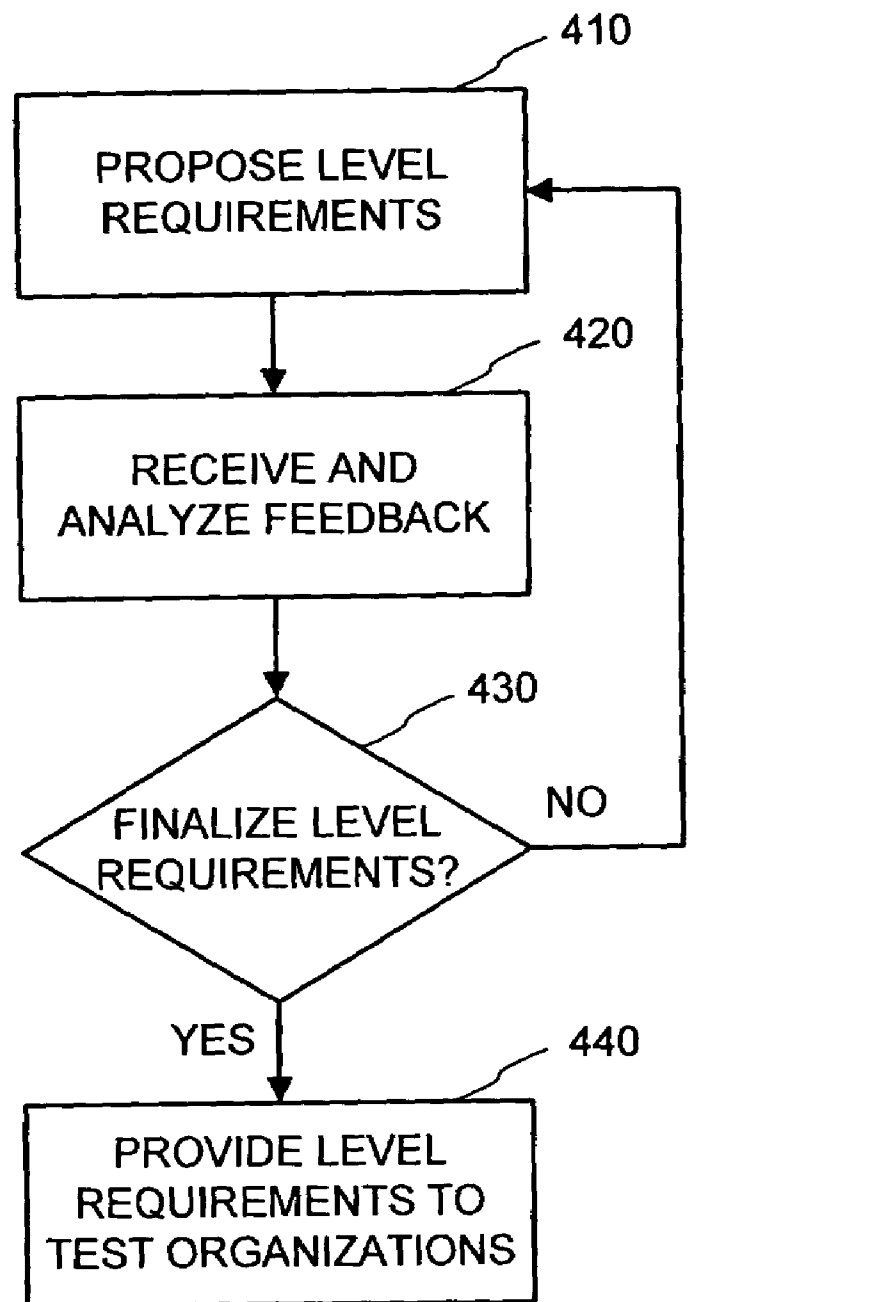 410
PROPOSE LEVEL
REQUIREMENTS
420
RECEIVE AND
ANALYZE FEEDBACK
430
FINALIZE LEVEL
REQUIREMENTS?
NO
YES
440
PROVIDE LEVEL
REQUIREMENTS TO
TEST ORGANIZATIONS